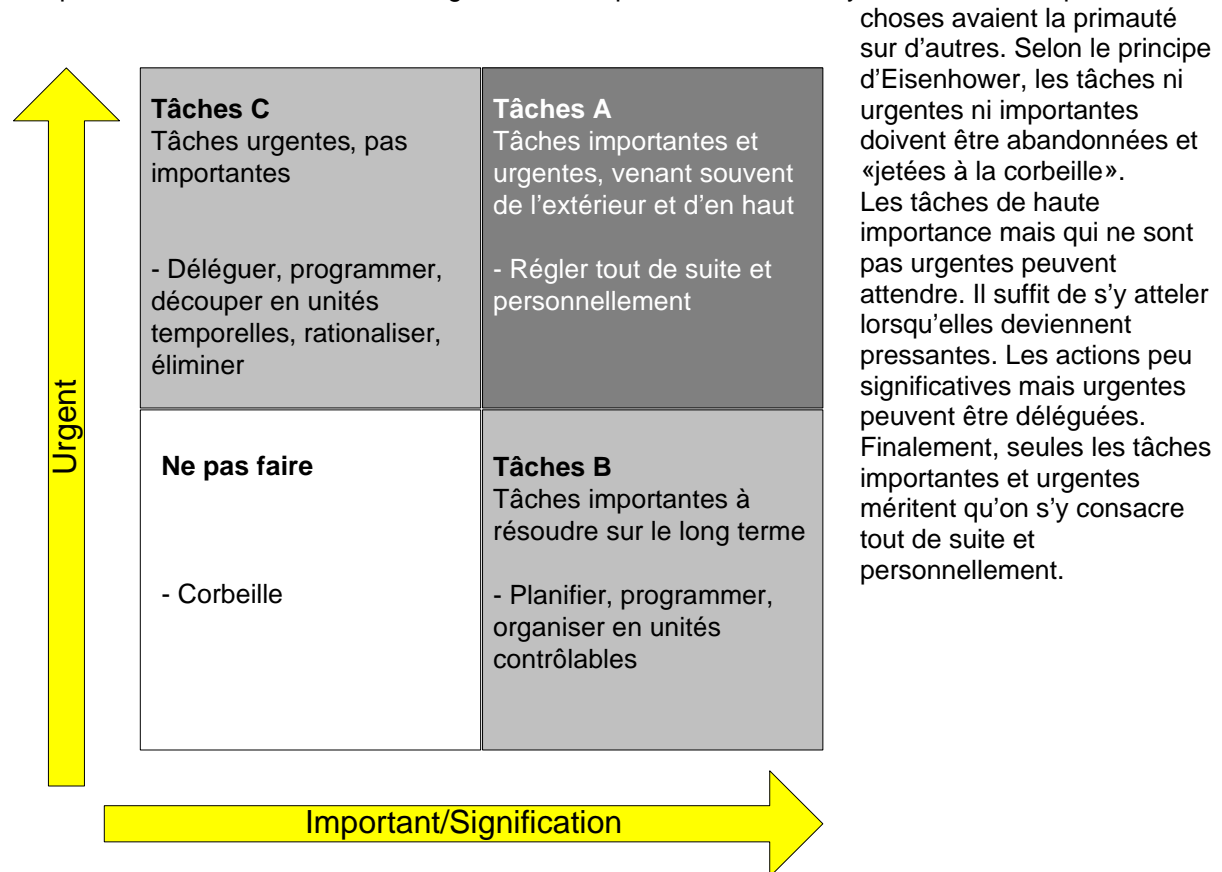 choses avaient la primauté
sur d'autres. Selon le principe
d'Eisenhower, les tâches ni
urgentes ni importantes
doivent être abandonnées et
«jetées à la corbeille».
Les tâches de haute
importance mais qui ne sont
pas urgentes peuvent
attendre. Il suffit de s'y atteler
lorsqu'elles deviennent
pressantes. Les actions peu
significatives mais urgentes
peuvent être déléguées.
Finalement, seules les tâches
importantes et urgentes
méritent qu'on s'y consacre
tout de suite et
personnellement.
Urgent
Tâches C
Tâches urgentes, pas
importantes
- Déléguer, programmer,
découper en unités
temporelles, rationaliser,
éliminer
Tâches A
Tâches importantes et
urgentes, venant souvent
de l'extérieur et d'en haut
- Régler tout de suite et
personnellement
Ne pas faire
- Corbeille
Tâches B
Tâches importantes à
résoudre sur le long terme
- Planifier, programmer,
organiser en unités
contrôlables
Important/Signification